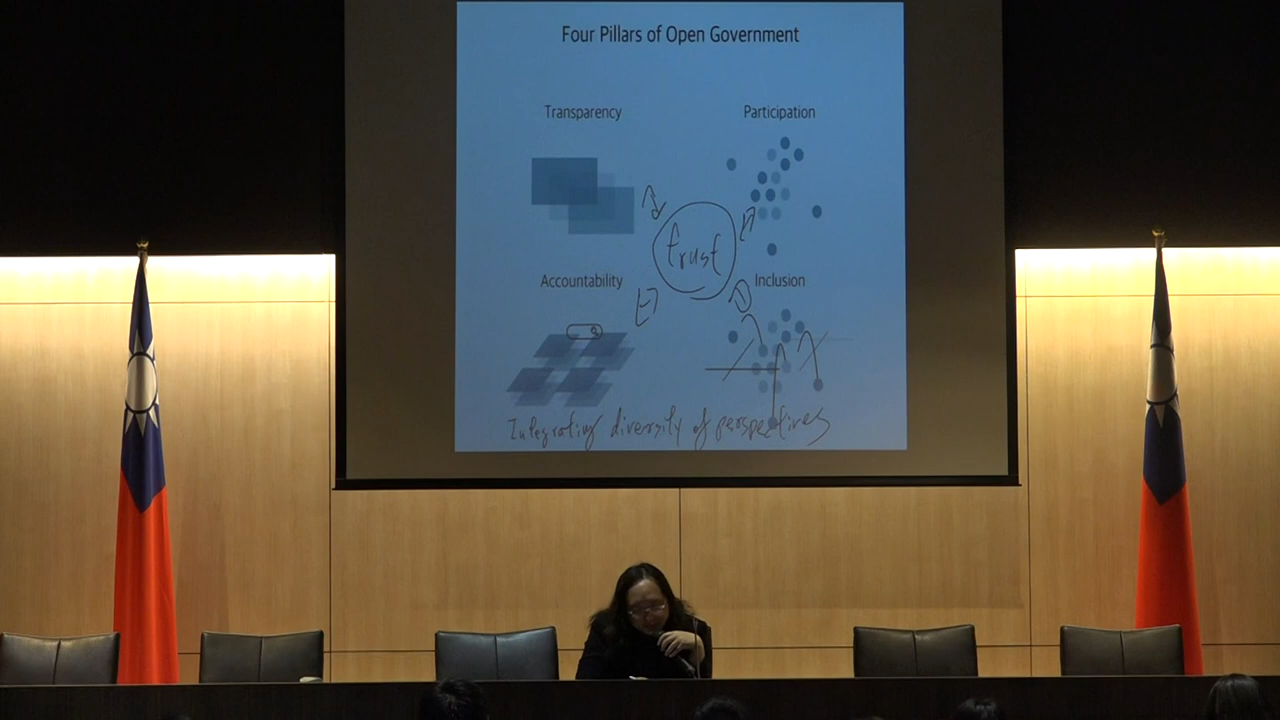 Four Pillars of Open Government
Transparency
Participation
trust
Accountability
Inclusion
Integrating diversity of perspectives